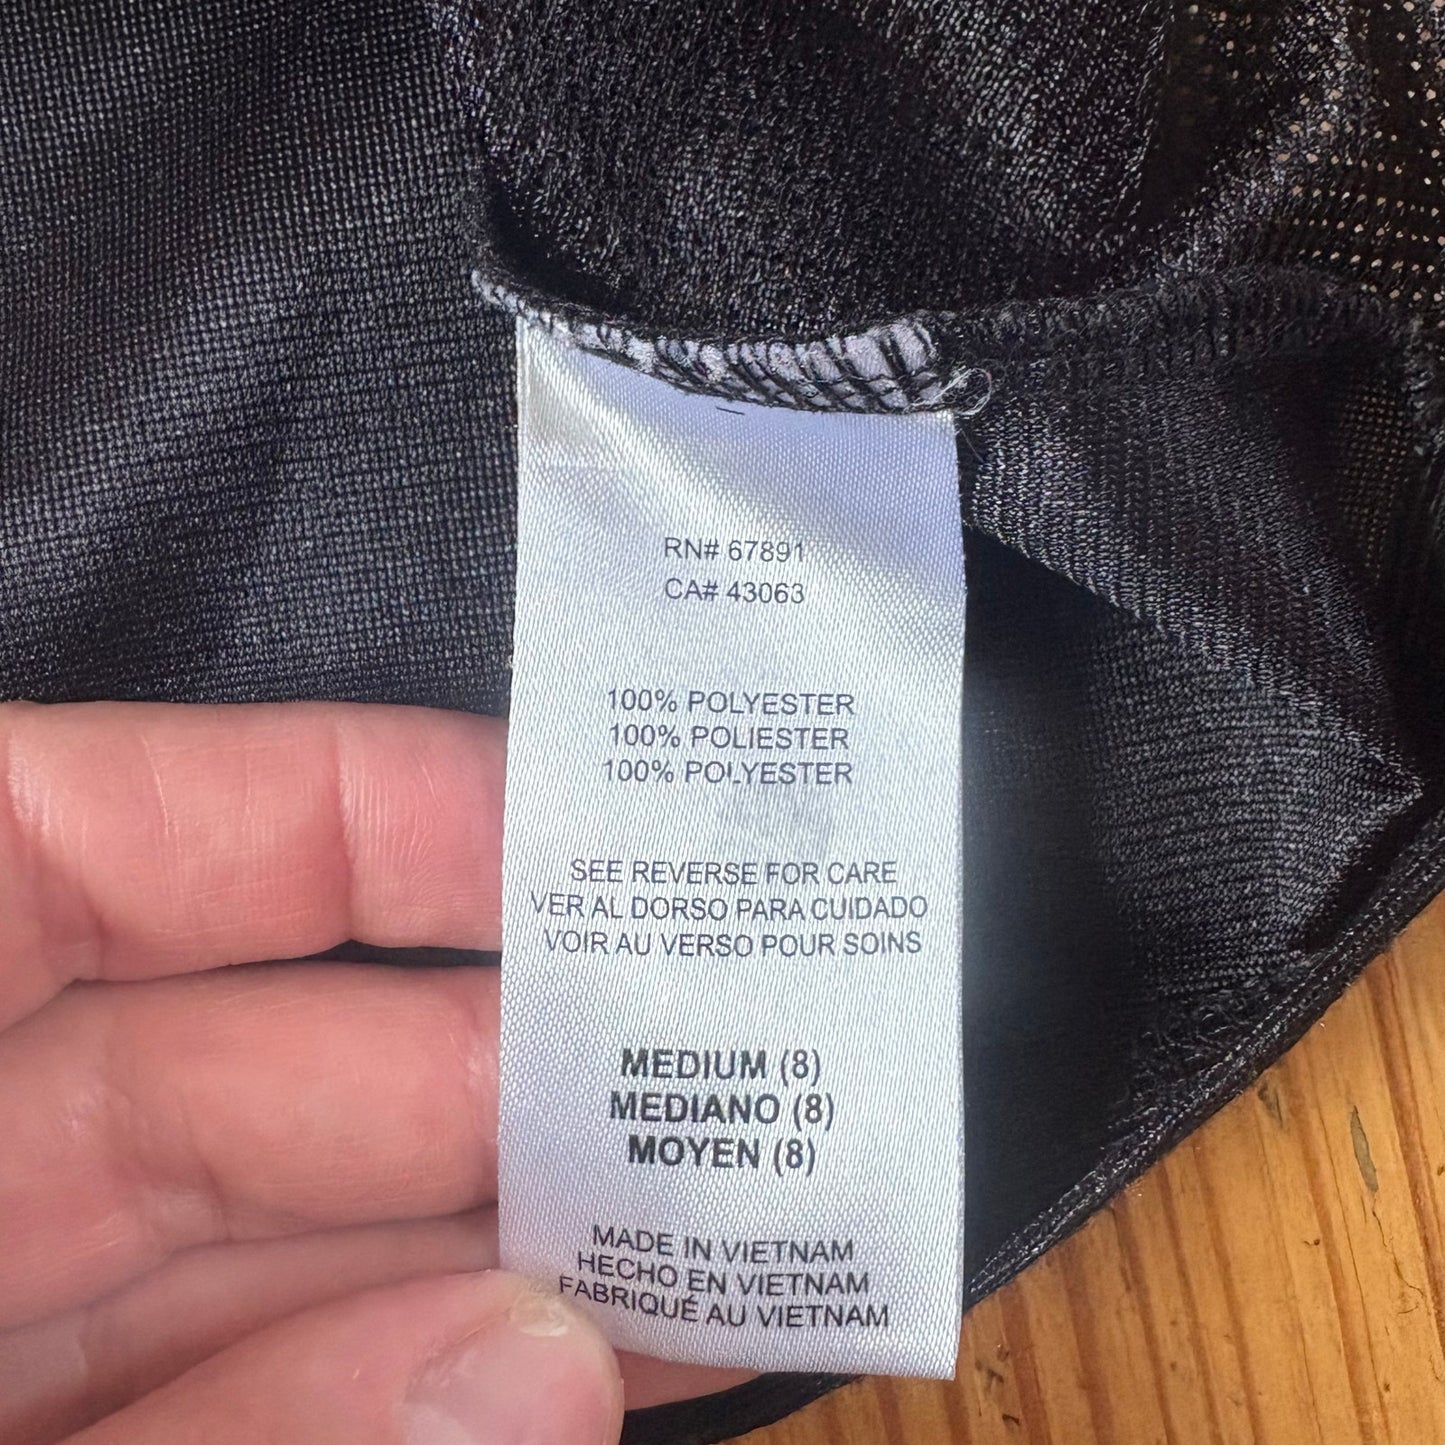 RN# 67891
CA# 43063
100% POLYESTER
100% POLIESTER
100% POLYESTER
SEE REVERSE FOR CARE
VER AL DORSO PARA CUIDADO
VOIR AU VERSO POUR SOINS
MEDIUM (8)
MEDIANO (8)
MOYEN (8)
MADE IN VIETNAM
HECHO EN VIETNAM
FABRIQUÉ AU VIETNAM